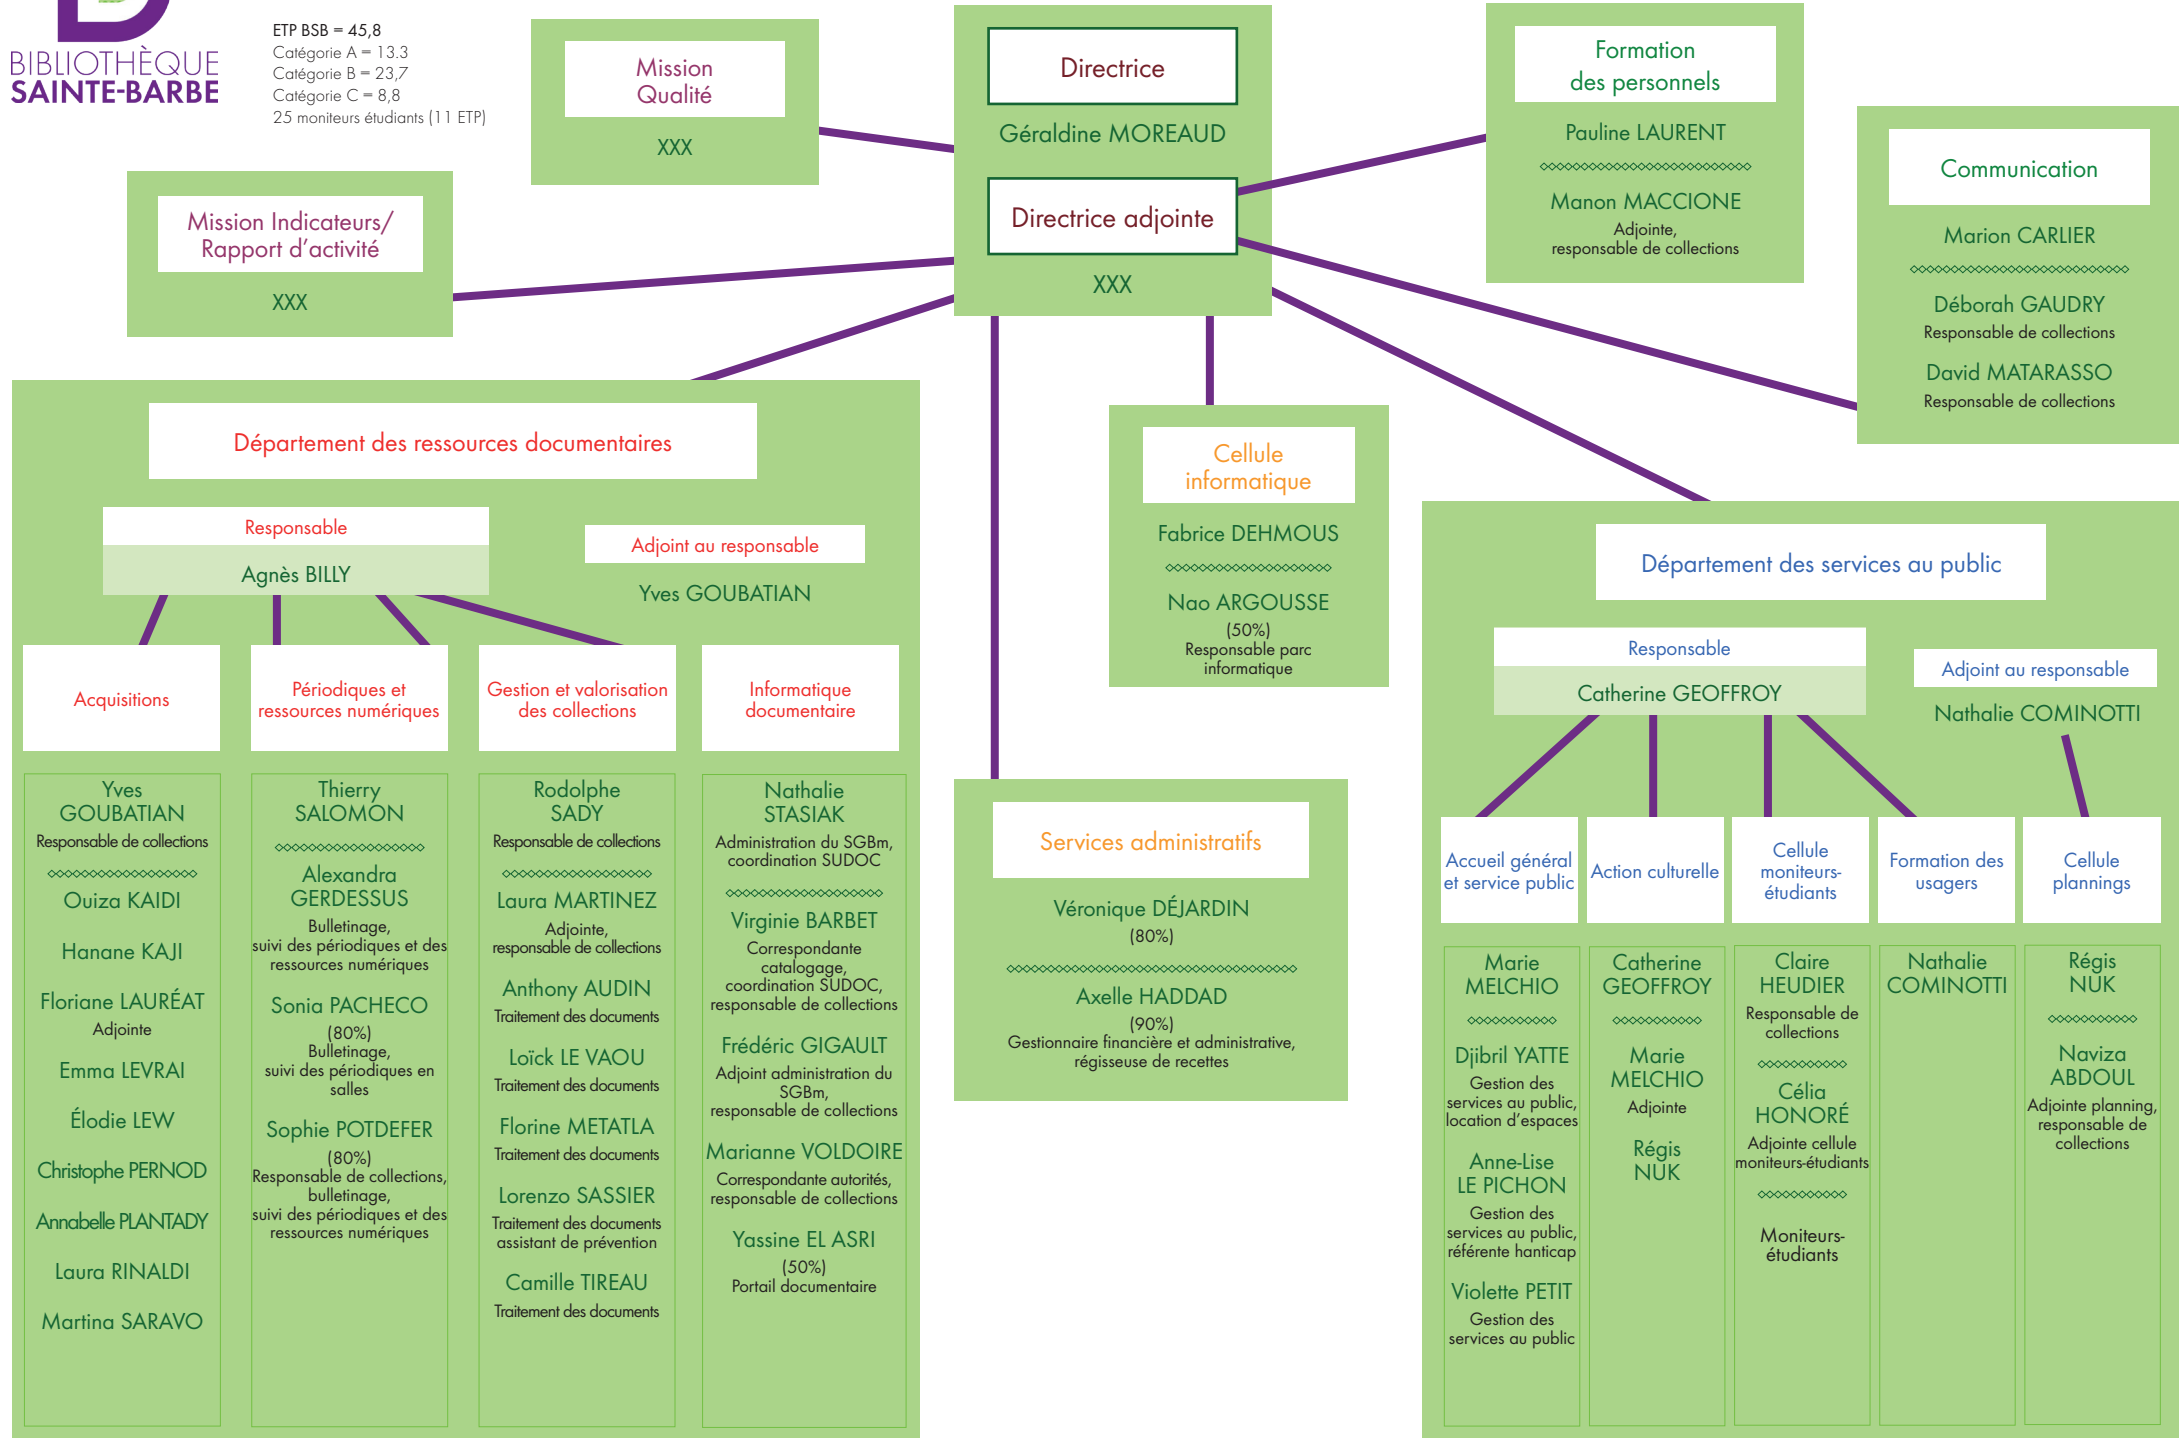 BIBLIOTHÈQUE
SAINTE-BARBE
ETP BSB = 45,8
Catégorie A = 13.3
Catégorie B = 23,7
Catégorie C = 8,8
25 moniteurs étudiants (11 ETP)
Mission
Qualité
XXX
Mission Indicateurs/
Rapport d'activité
XXX
Directrice
Géraldine MOREAUD
Directrice adjointe
XXX
Formation
des personnels
Pauline LAURENT
Manon MACCIONE
Adjointe,
responsable de collections
Communication
Marion CARLIER
Déborah GAUDRY
Responsable de collections
David MATARASSO
Responsable de collections
Département des ressources documentaires
Responsable
Agnès BILLY
Adjoint au responsable
Yves GOUBATIAN
Acquisitions
Yves
GOUBATIAN
Responsable de collections
Ouiza KAIDI
Hanane KAJI
Floriane LAURÉAT
Adjointe
Emma LEVRAI
Élodie LEW
Christophe PERNOD
Annabelle PLANTADY
Laura RINALDI
Martina SARAVO
Périodiques et
ressources numériques
Thierry
SALOMON
Alexandra
GERDESSUS
Bulletinage,
suivi des périodiques et des
ressources numériques
Sonia PACHECO
(80%)
Bulletinage,
suivi des périodiques en
salles
Sophie POTDEFER
(80%)
Responsable de collections,
bulletinage,
suivi des périodiques et des
ressources numériques
Gestion et valorisation
des collections
Rodolphe
SADY
Responsable de collections
Laura MARTINEZ
Adjointe,
responsable de collections
Anthony AUDIN
Traitement des documents
Loïck LE VAOU
Traitement des documents
Florine METATLA
Traitement des documents
Lorenzo SASSIER
Traitement des documents
assistant de prévention
Camille TIREAU
Traitement des documents
Informatique
documentaire
Nathalie
STASIAK
Administration du SGBm,
coordination SUDOC
Virginie BARBET
Correspondante
catalogage,
coordination SUDOC,
responsable de collections
Frédéric GIGAULT
Adjoint administration du
SGBm,
responsable de collections
Marianne VOLDOIRE
Correspondante autorités,
responsable de collections
Yassine EL ASRI
(50%)
Portail documentaire
Cellule
informatique
Fabrice DEHMOUS
Nao ARGOUSSE
(50%)
Responsable parc
informatique
Services administratifs
Véronique DÉJARDIN
(80%)
Axelle HADDAD
(90%)
Gestionnaire financière et administrative,
régisseuse de recettes
Département des services au public
Responsable
Catherine GEOFFROY
Adjoint au responsable
Nathalie COMINOTTI
Accueil général
et service public
Marie
MELCHIO
Djibril YATTE
Gestion des
services au public,
location d'espaces
Anne-Lise
LE PICHON
Gestion des
services au public,
référente handicap
Violette PETIT
Gestion des
services au public
Action culturelle
Catherine
GEOFFROY
Marie
MELCHIO
Adjointe
Régis
NUK
Cellule
moniteurs-
étudiants
Claire
HEUDIER
Responsable de
collections
Célia
HONORÉ
Adjointe cellule
moniteurs-étudiants
Moniteurs-
étudiants
Formation des
usagers
Nathalie
COMINOTTI
Cellule
plannings
Régis
NUK
Naviza
ABDOUL
Adjointe planning,
responsable de
collections